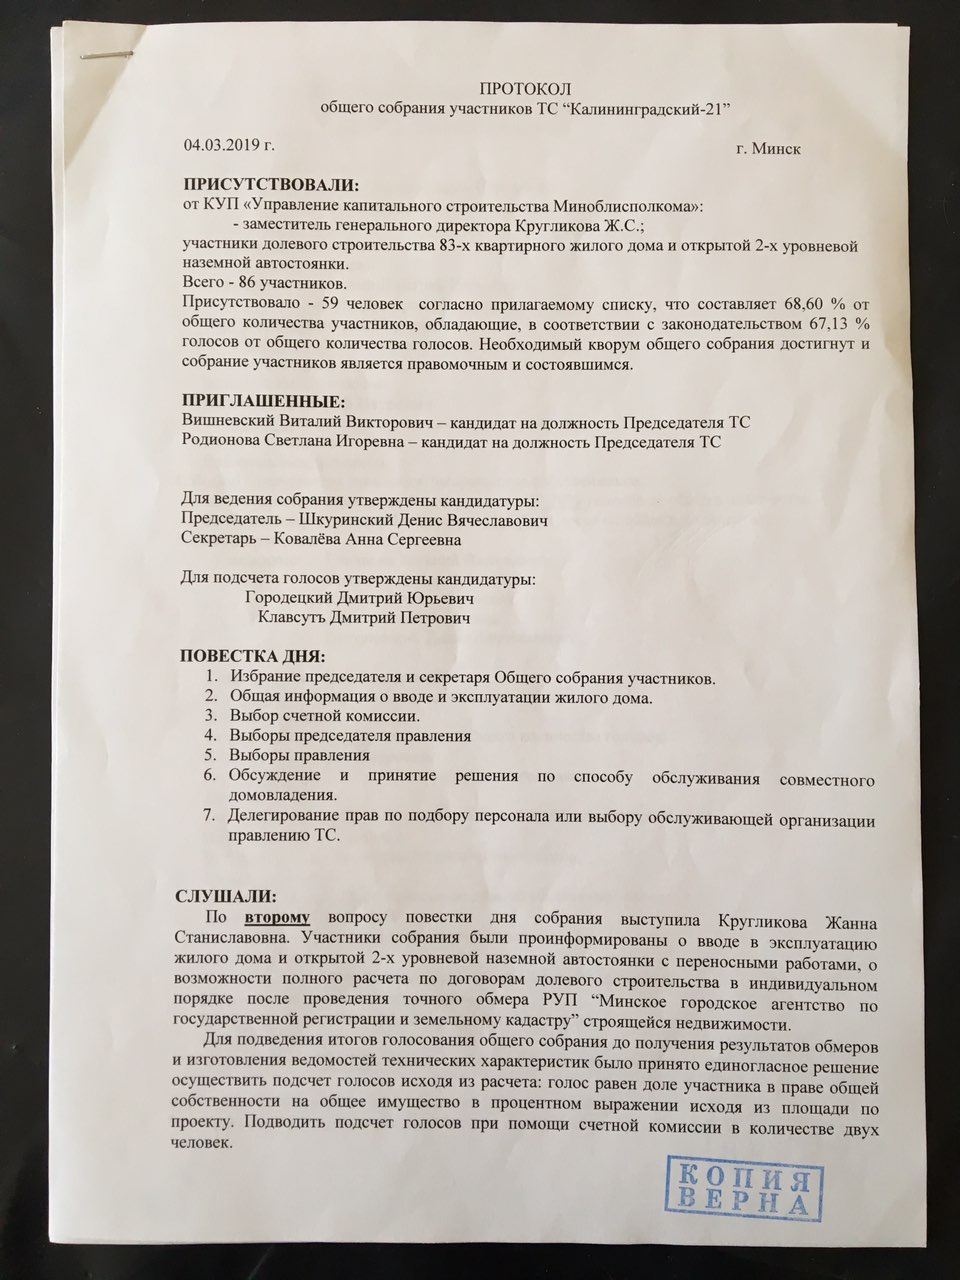 ПРОТОКОЛ
общего собрания участников ТС “Калининградский-21”
04.03.2019 г.
г. Минск
ПРИСУТСТВОВАЛИ:
от КУП «Управление капитального строительства Миноблисполкома»:
- заместитель генерального директора Кругликова Ж.С.;
участники долевого строительства 83-х квартирного жилого дома и открытой 2-х уровневой
наземной автостоянки.
Всего - 86 участников.
Присутствовало - 59 человек согласно прилагаемому списку, что составляет 68,60 % от
общего количества участников, обладающие, в соответствии с законодательством 67,13 %
голосов от общего количества голосов. Необходимый кворум общего собрания достигнут и
собрание участников является правомочным и состоявшимся.
ПРИГЛАШЕННЫЕ:
Вишневский Виталий Викторович – кандидат на должность Председателя ТС
Родионова Светлана Игоревна – кандидат на должность Председателя ТС
Для ведения собрания утверждены кандидатуры:
Председатель – Шкуринский Денис Вячеславович
Секретарь – Ковалёва Анна Сергеевна
Для подсчета голосов утверждены кандидатуры:
Городецкий Дмитрий Юрьевич
Клавсутъ Дмитрий Петрович
ПОВЕСТКА ДНЯ:
1. Избрание председателя и секретаря Общего собрания участников.
2. Общая информация о вводе и эксплуатации жилого дома.
3. Выбор счетной комиссии.
4. Выборы председателя правления
5. Выборы правления
6. Обсуждение и принятие решения по способу обслуживания совместного
домовладения.
7. Делегирование прав по подбору персонала или выбору обслуживающей организации
правлению ТС.
СЛУШАЛИ:
По второму вопросу повестки дня собрания выступила Кругликова Жанна
Станиславовна. Участники собрания были проинформированы о вводе в эксплуатацию
жилого дома и открытой 2-х уровневой наземной автостоянки с переносными работами, о
возможности полного расчета по договорам долевого строительства в индивидуальном
порядке после проведения точного обмера РУП “Минское городское агентство по
государственной регистрации и земельному кадастру” строящейся недвижимости.
Для подведения итогов голосования общего собрания до получения результатов обмеров
и изготовления ведомостей технических характеристик было принято единогласное решение
осуществить подсчет голосов исходя из расчета: голос равен доле участника в праве общей
собственности на общее имущество в процентном выражении исходя из площади по
проекту. Подводить подсчет голосов при помощи счетной комиссии в количестве двух
человек.
КОПИЯ
ВЕРНА